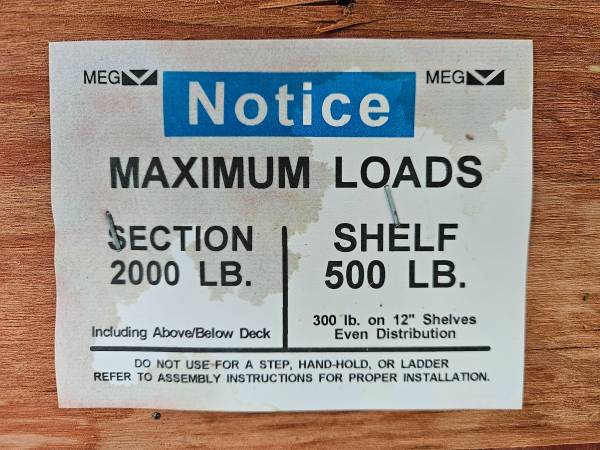 MEG MEG
Notice
MAXIMUM LOADS
SECTION
2000 LB.
Including Above/Below Deck
SHELF
500 LB.
300 lb. on 12" Shelves
Even Distribution
DO NOT USE FOR A STEP, HAND-HOLD, OR LADDER
REFER TO ASSEMBLY INSTRUCTIONS FOR PROPER INSTALLATION.